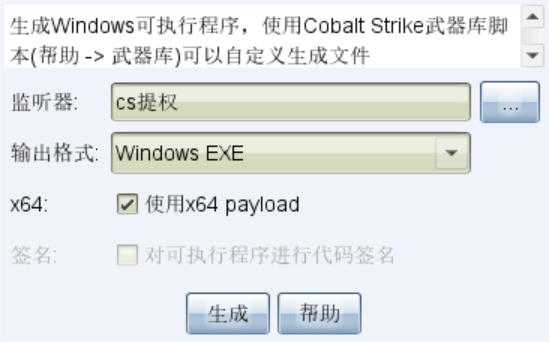 生成Windows可执行程序，使用Cobalt Strike武器库脚
本(帮助 -> 武器库)可以自定义生成文件
监听器: cs提权 ...
输出格式: Windows EXE
x64: 使用x64 payload
签名: 对可执行程序进行代码签名
生成 帮助